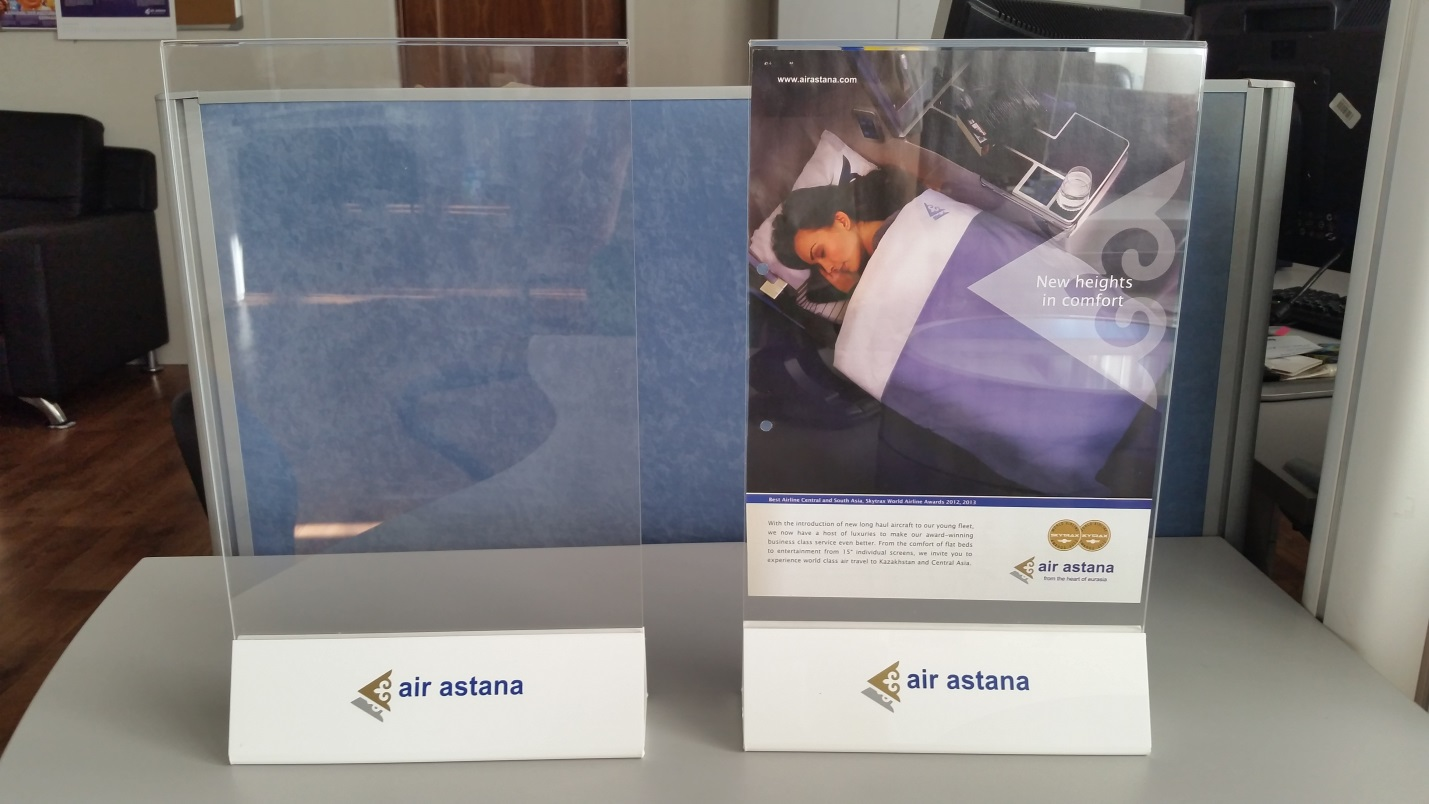 www.airastana.com
New heights
in comfort
Best Airline Central and South Asia, Skytrax World Airline Awards 2012, 2013
With the introduction of new long haul aircraft to our young fleet,
we now have a host of luxuries to make our award-winning
business class service even better. From the comfort of flat beds
to entertainment from 15" individual screens, we invite you to
experience world class air travel to Kazakhstan and Central Asia.
SKYTRAX SKYTRAX
air astana
from the heart of eurasia
air astana
air astana